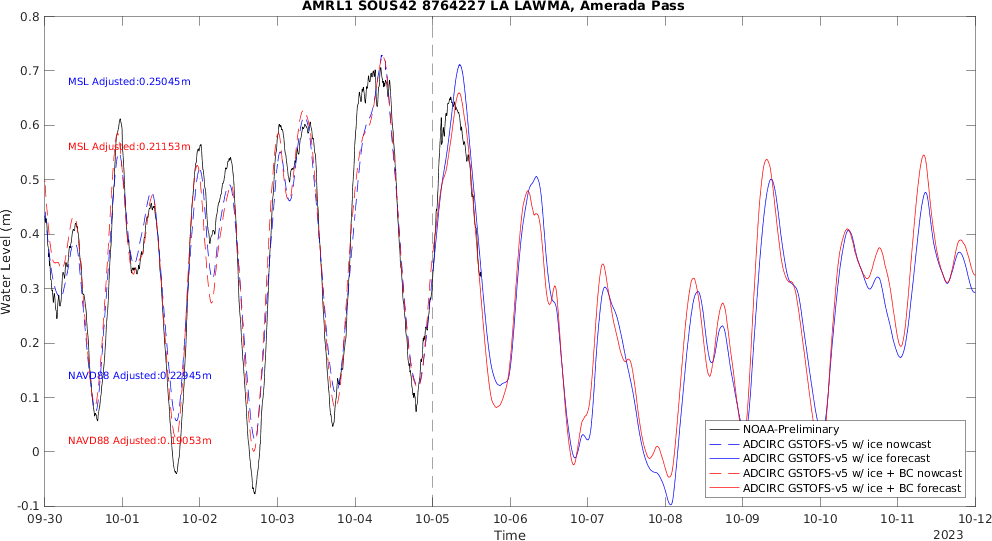 AMRL1 SOUS42 8764227 LA LAWMA, Amerada Pass
0.8
0.7
0.6
0.5
0.4
0.3
0.2
0.1
0
-0.1
Water Level (m)
MSL Adjusted:0.25045m
MSL Adjusted:0.21153m
NAVD88 Adjusted:0.22945m
NAVD88 Adjusted:0.19053m
NOAA-Preliminary
ADCIRC GSTOFS-v5 w/ ice nowcast
ADCIRC GSTOFS-v5 w/ ice forecast
ADCIRC GSTOFS-v5 w/ ice + BC nowcast
ADCIRC GSTOFS-v5 w/ ice + BC forecast
09-30 10-01 10-02 10-03 10-04 10-05 10-06 10-07 10-08 10-09 10-10 10-11 10-12
Time
2023